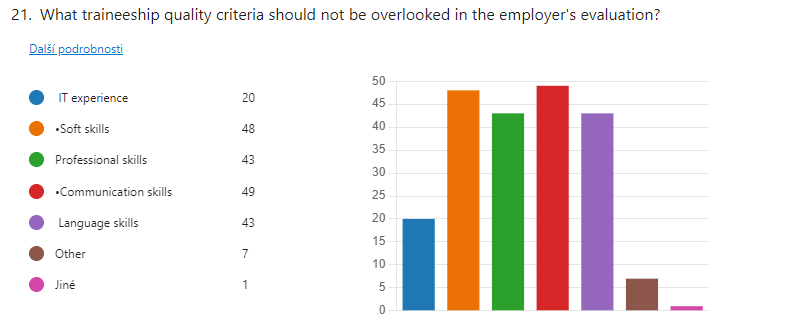 21. What traineeship quality criteria should not be overlooked in the employer's evaluation?
Další podrobnosti
IT experience 20
•Soft skills 48
Professional skills 43
•Communication skills 49
Language skills 43
Other 7
Jiné 1
50
45
40
35
30
25
20
15
10
5
0